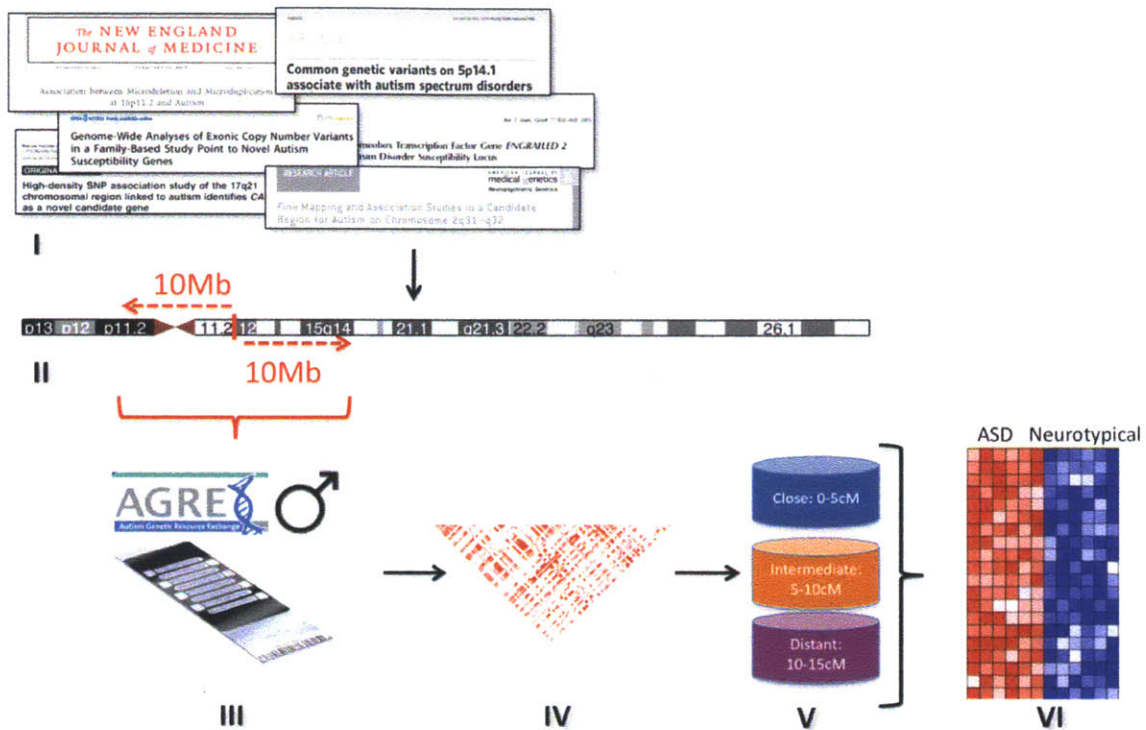 The NEW ENGLAND
JOURNAL of MEDICINE
Association between Microdeletion and Microduplication
at 16p11.2 and Autism
Common genetic variants on 5p14.1
associate with autism spectrum disorders
Genome-Wide Analyses of Exonic Copy Number Variants
in a Family-Based Study Point to Novel Autism
Susceptibility Genes
meobox Transcription Factor Gene ENGRAILED 2
man Disorder Susceptibility Locus
ORIGINA
High-density SNP association study of the 17q21
chromosomal region linked to autism identifies CA
as a novel candidate gene
RESEARCH ARTICLE
medical genetics
Neuropsychiatric Genetics
Fine Mapping and Association Studies in a Candidate
Region for Autism on Chromosome 2q31-q32
I
10Mb
p13 p12 p11.2 11.2 12 15q14 21.1 q21.3 22.2 q23 26.1
10Mb
II
AGRE
Autism Genetic Resource Exchange
III
IV
Close: 0-5cM
Intermediate:
5-10cM
Distant:
10-15cM
V
ASD Neurotypical
VI